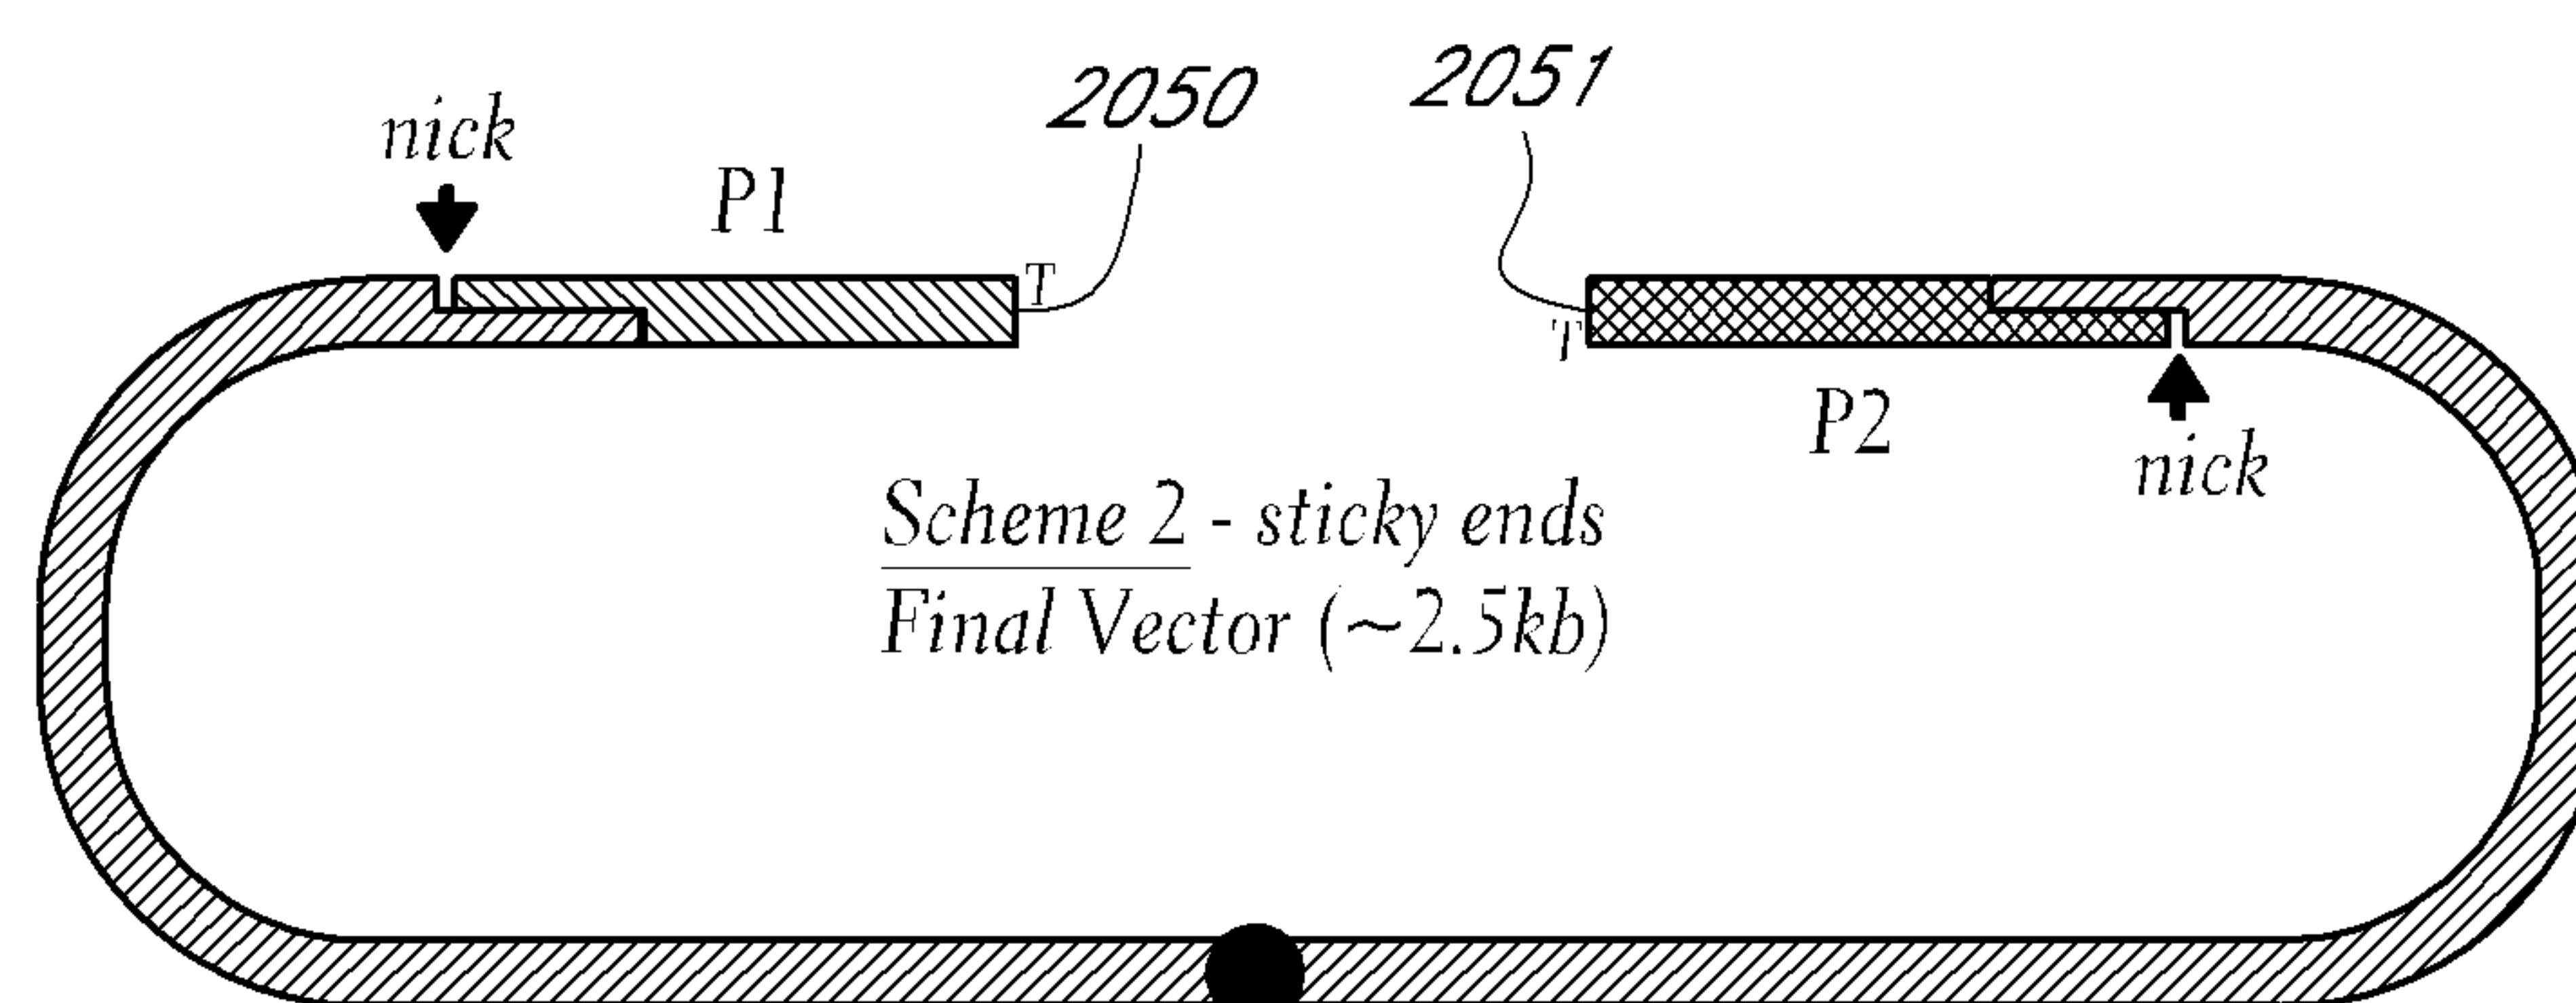 2050
2051
nick
P1
T
T
P2
nick
Scheme 2 - sticky ends
Final Vector (~2.5kb)